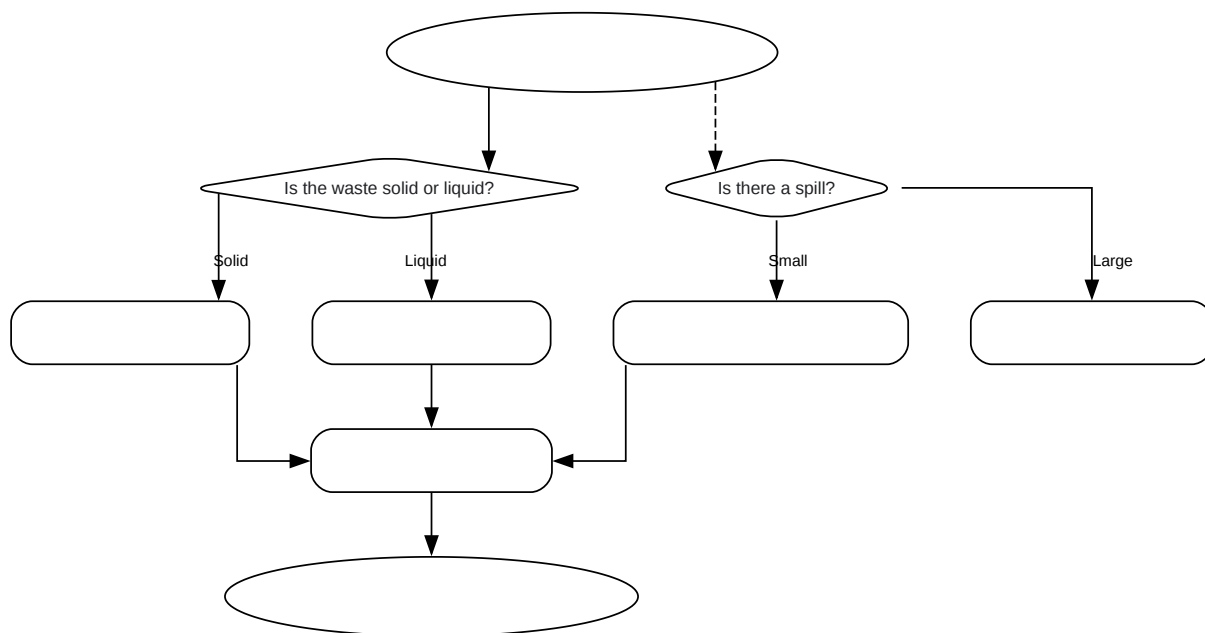 Is the waste solid or liquid?
Is there a spill?
Solid
Liquid
Small
Large